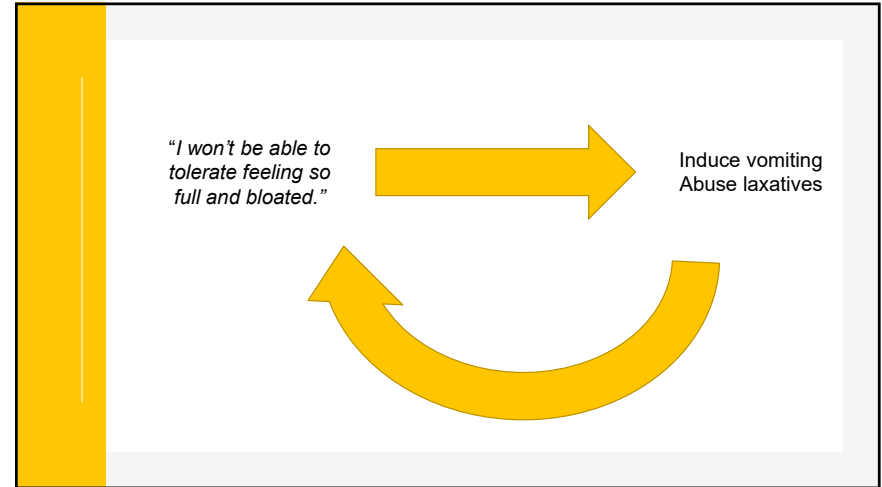 “I won’t be able to
tolerate feeling so
full and bloated.”
Induce vomiting
Abuse laxatives